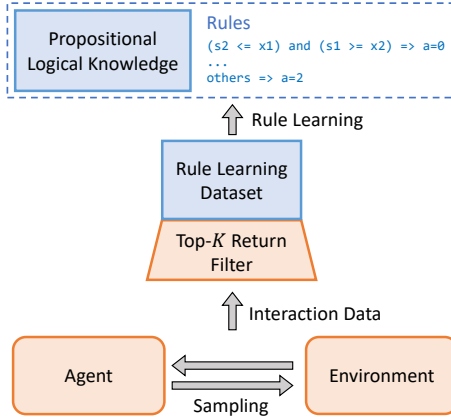 Rules
Propositional
Logical Knowledge
(s2 <= x1) and (s1 >= x2) => a=0
...
others => a=2
Rule Learning
Rule Learning
Dataset
Top-K Return
Filter
Interaction Data
Agent
Environment
Sampling